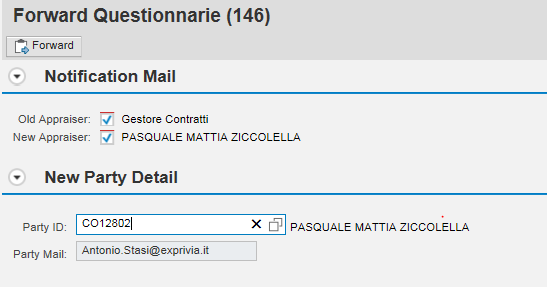 Forward Questionnarie (146)
Forward
Notification Mail
Old Appraiser: Gestore Contratti
New Appraiser: PASQUALE MATTIA ZICCOLELLA
New Party Detail
Party ID: CO12802 PASQUALE MATTIA ZICCOLELLA
Party Mail: Antonio.Stasi@exprivia.it